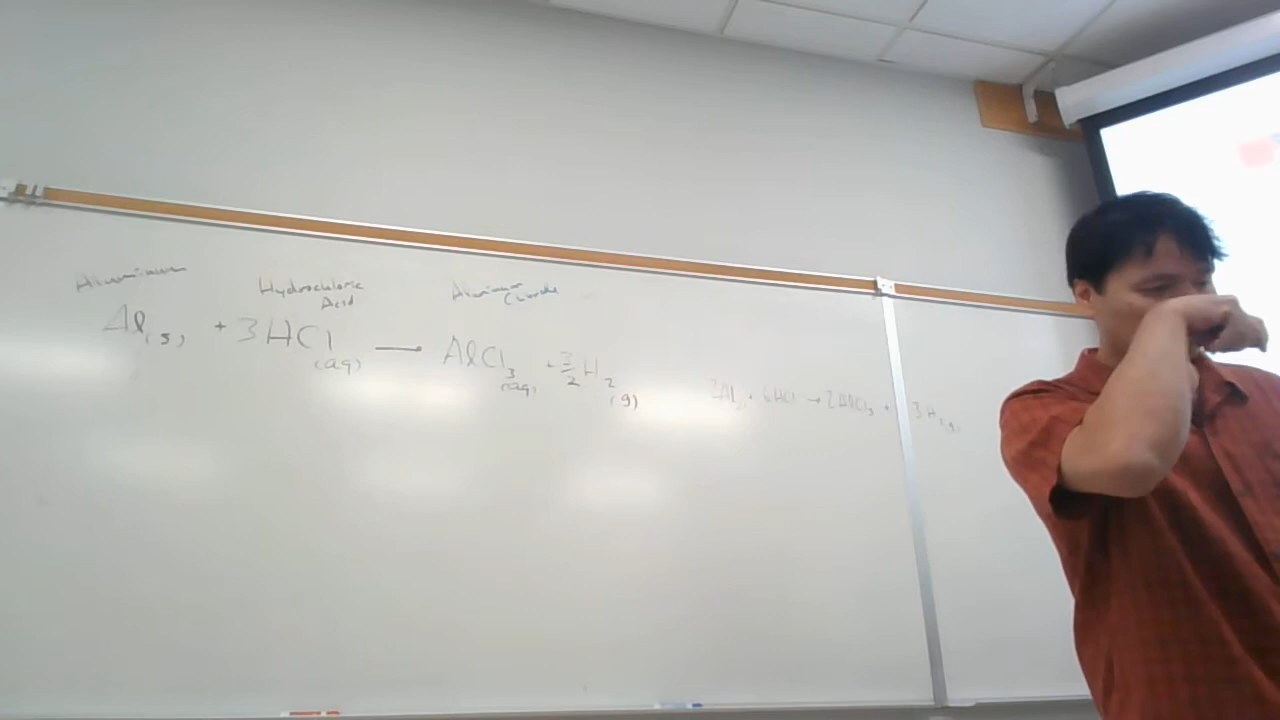 Aluminum
Hydrochloric
Acid
Aluminum
Chloride
Al(s) + 3HCl(aq) → AlCl₃(aq) + 3/2 H₂(g)
2Al(s) + 6HCl → 2AlCl₃ + 3H₂(g)